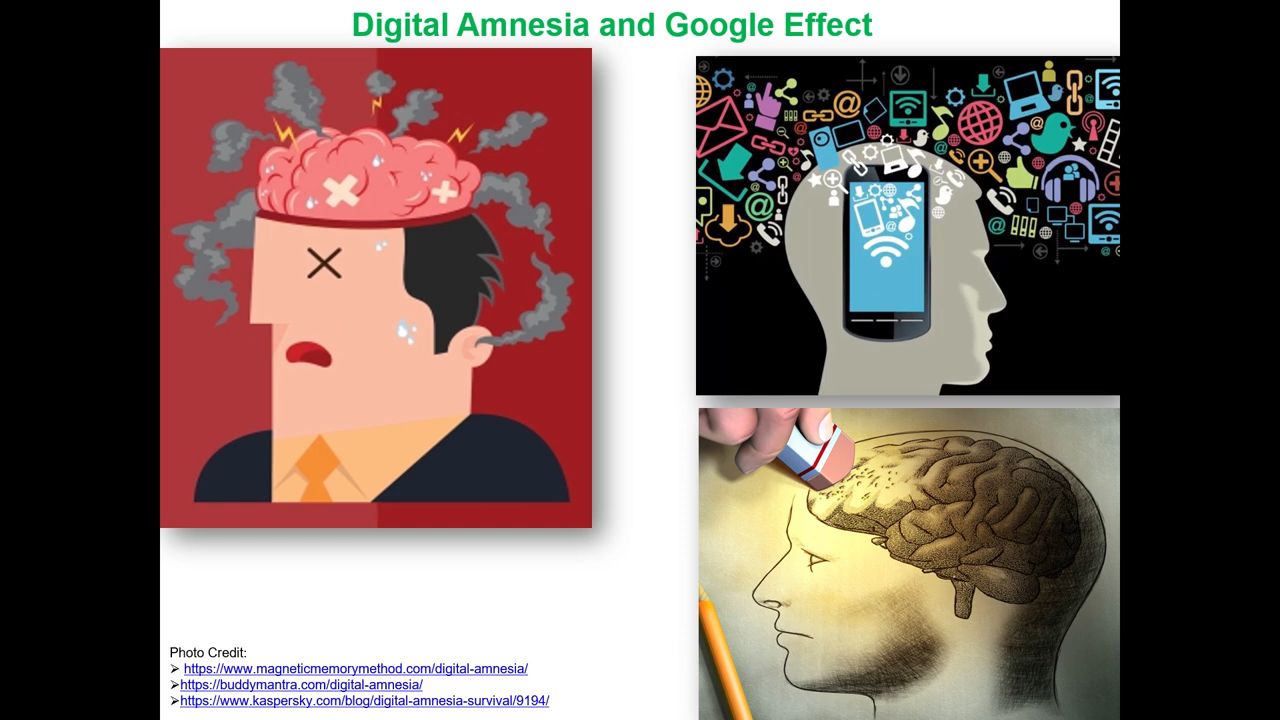 Digital Amnesia and Google Effect
Photo Credit:
➢ https://www.magneticmemorymethod.com/digital-amnesia/
➢https://buddymantra.com/digital-amnesia/
➢https://www.kaspersky.com/blog/digital-amnesia-survival/9194/